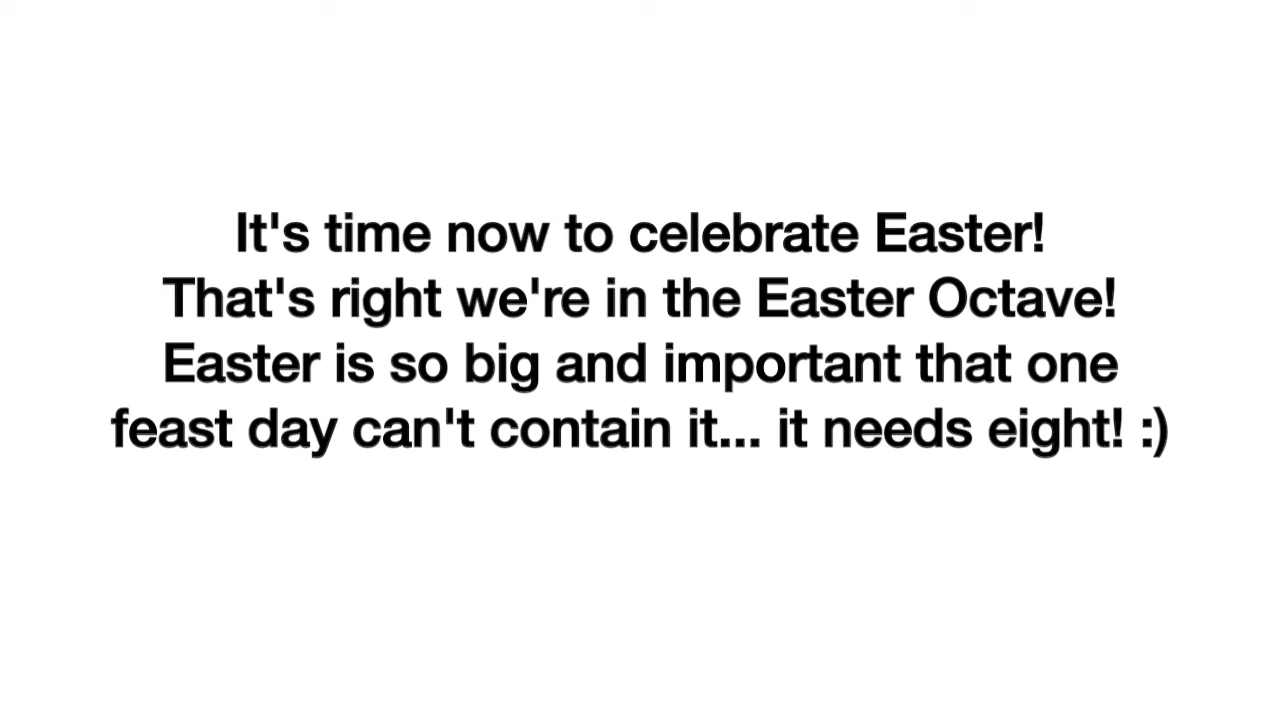 It's time now to celebrate Easter!
That's right we're in the Easter Octave!
Easter is so big and important that one
feast day can't contain it... it needs eight! :)